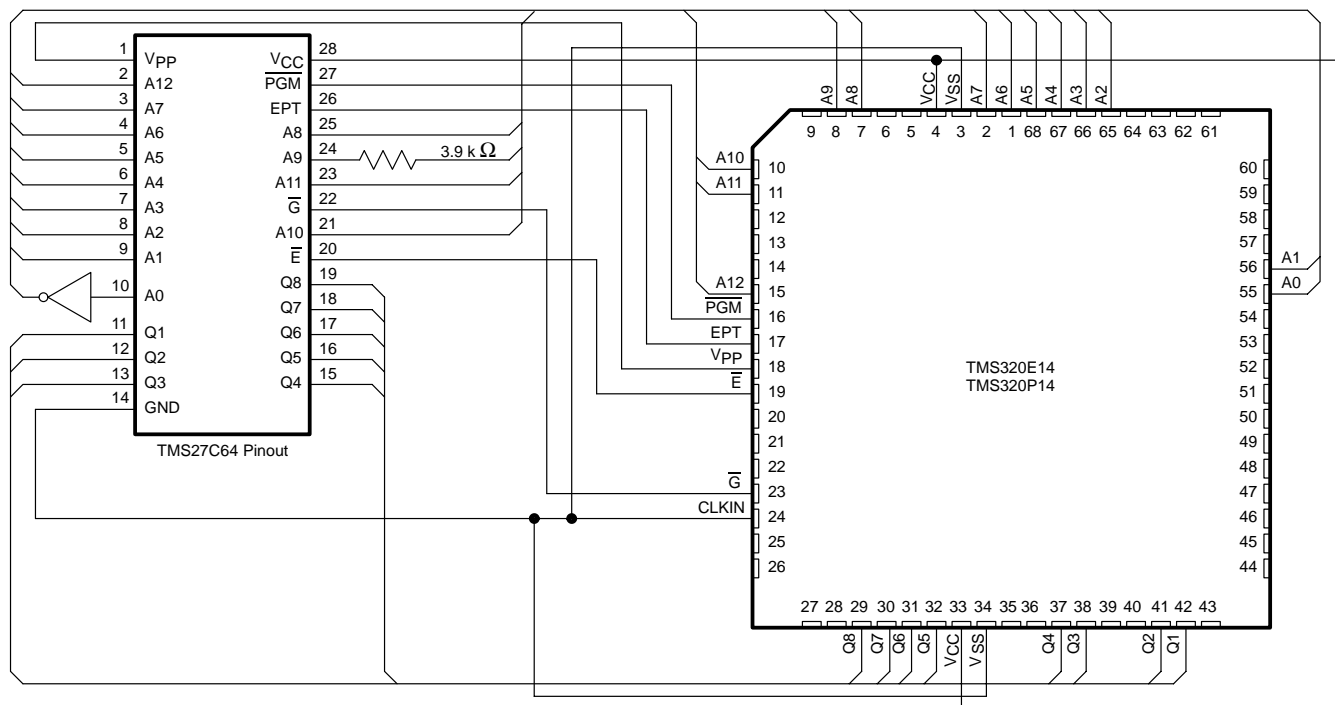 1 VPP VCC 28
2 A12 PGM 27
3 A7 EPT 26
4 A6 A8 25
5 A5 A9 24 3.9 k Ω
6 A4 A11 23
7 A3 G 22
8 A2 A10 21
9 A1 E 20
10 A0 Q8 19
Q7 18
11 Q1 Q6 17
12 Q2 Q5 16
13 Q3 Q4 15
14 GND
TMS27C64 Pinout
A9 A8 VCC VSS A7 A6 A5 A4 A3 A2
9 8 7 6 5 4 3 2 1 68 67 66 65 64 63 62 61
A10 10
A11 11
12
13
14
A12 15
PGM 16
EPT 17
VPP 18
E 19
20
21
22
G 23
CLKIN 24
25
26
TMS320E14
TMS320P14
60
59
58
57
56 A1
55 A0
54
53
52
51
50
49
48
47
46
45
44
27 28 29 30 31 32 33 34 35 36 37 38 39 40 41 42 43
Q8 Q7 Q6 Q5 VCC VSS Q4 Q3 Q2 Q1